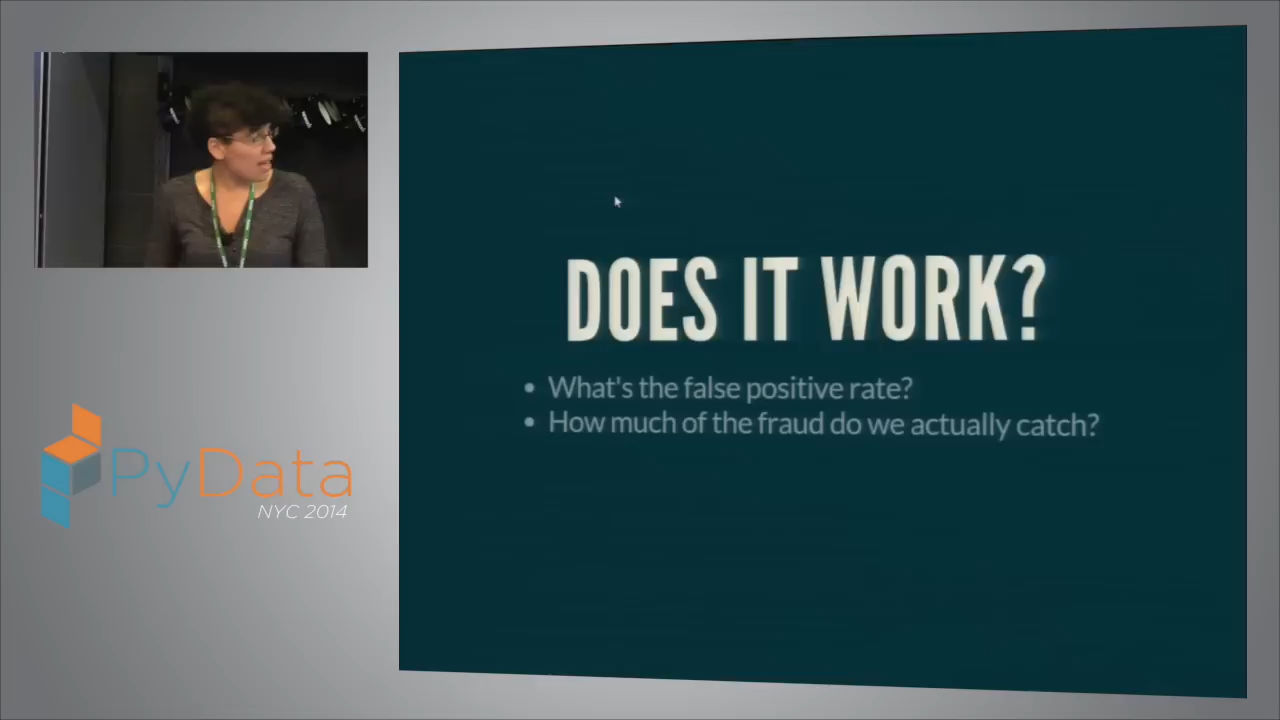 DOES IT WORK?
What's the false positive rate?
How much of the fraud do we actually catch?
PyData
NYC 2014